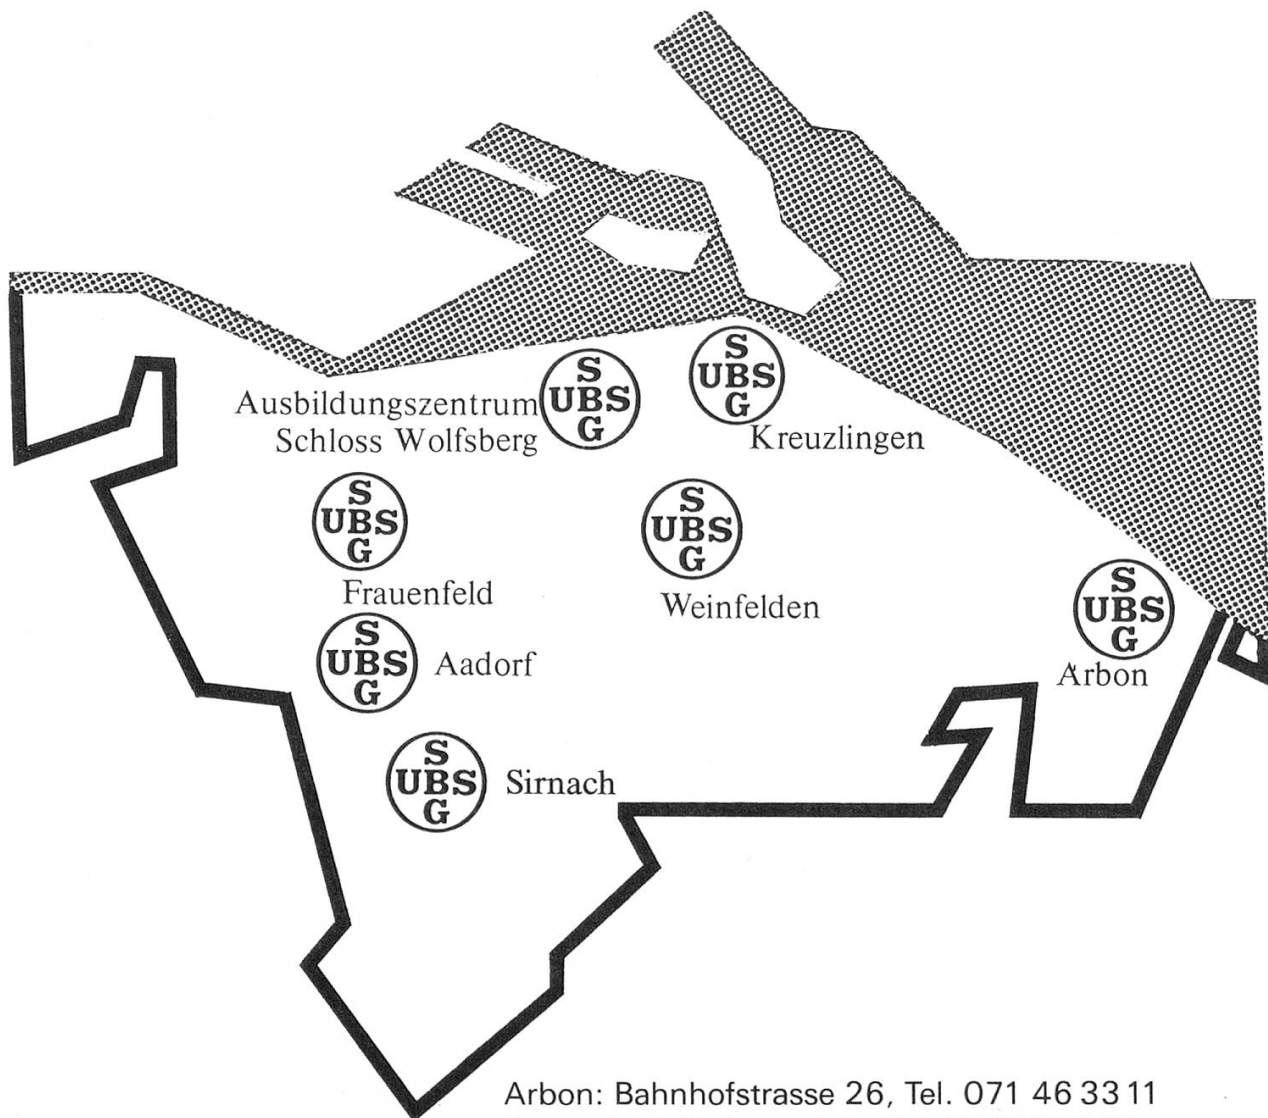 S
UBS
G
S
UBS
G
Ausbildungszentrum
Schloss Wolfsberg
Kreuzlingen
S
UBS
G
S
UBS
G
Frauenfeld
Weinfelden
S
UBS
G
Arbon
S
UBS
G
Aadorf
S
UBS
G
Sirnach
Arbon: Bahnhofstrasse 26, Tel. 071 46 33 11